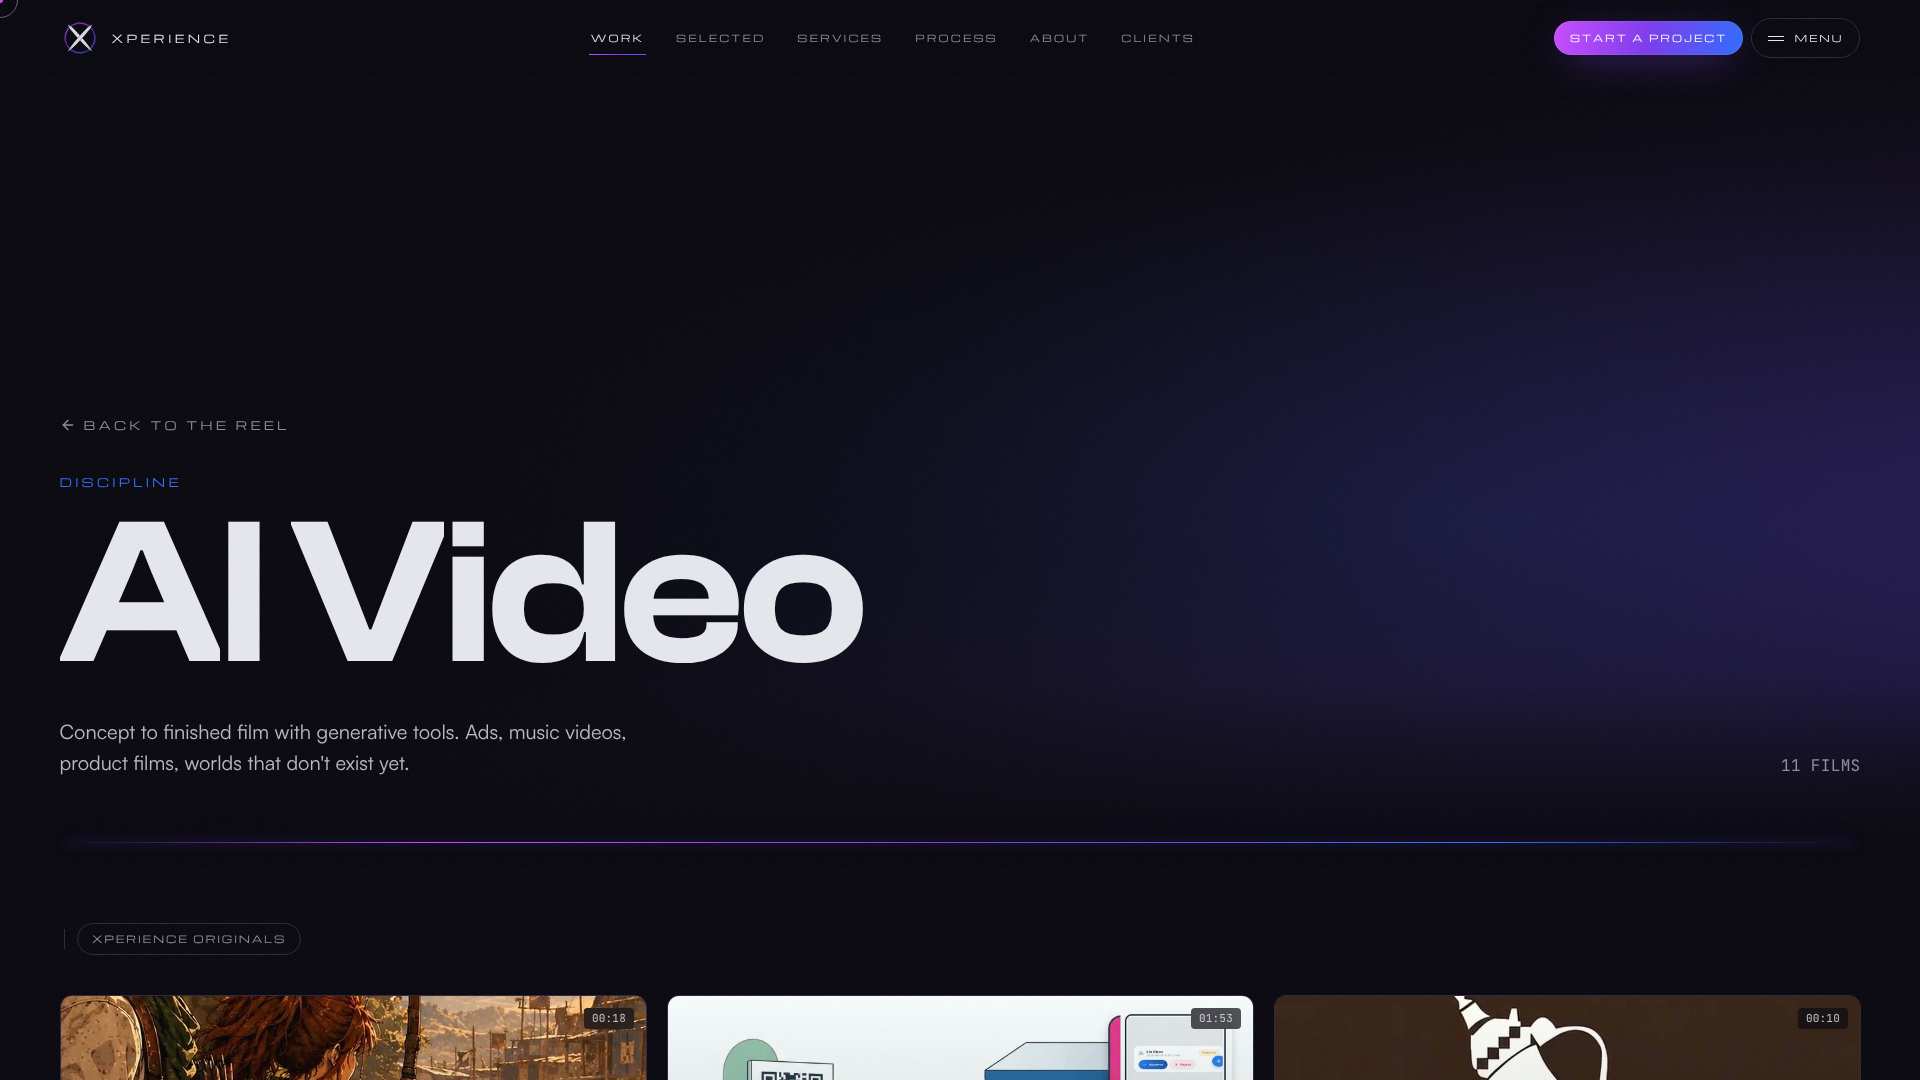 XPERIENCE
WORK
SELECTED
SERVICES
PROCESS
ABOUT
CLIENTS
START A PROJECT
MENU
← BACK TO THE REEL
DISCIPLINE
AI Video
Concept to finished film with generative tools. Ads, music videos,
product films, worlds that don't exist yet.
11 FILMS
XPERIENCE ORIGINALS
00:18
01:53
00:10